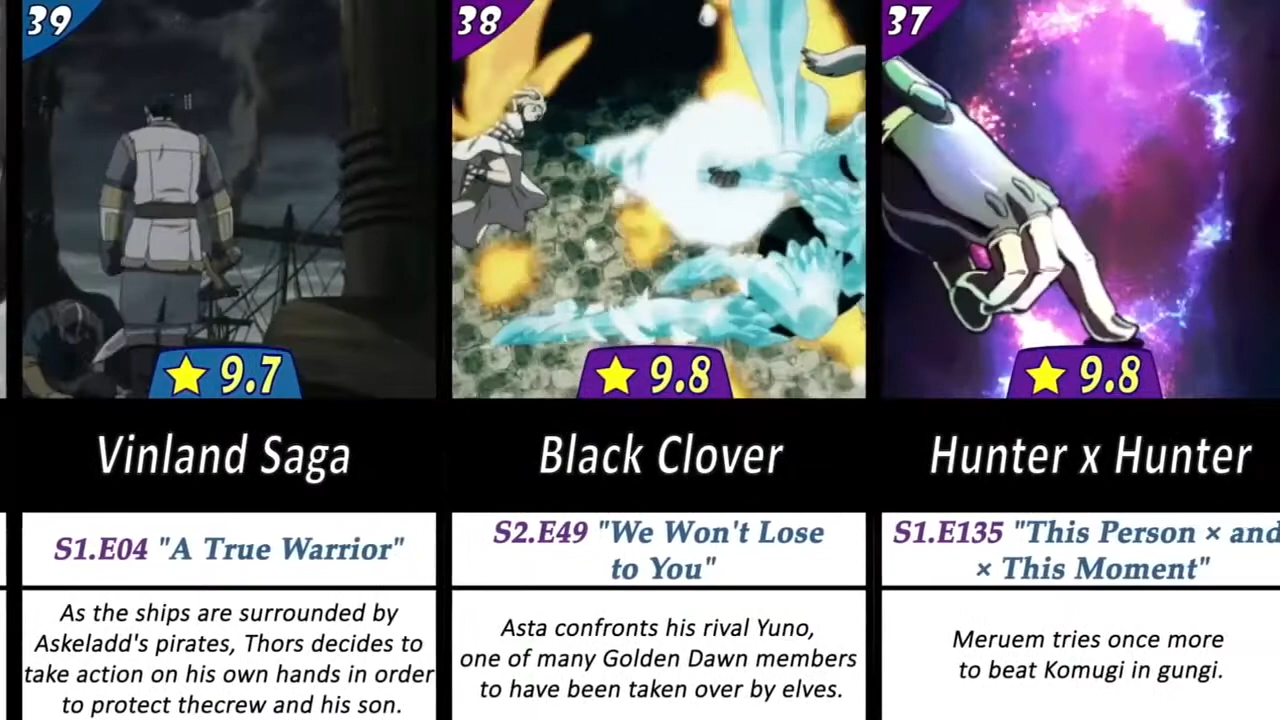 39
9.7
Vinland Saga
S1.E04 "A True Warrior"
As the ships are surrounded by
Askeladd's pirates, Thors decides to
take action on his own hands in order
to protect thecrew and his son.
38
9.8
Black Clover
S2.E49 "We Won't Lose
to You"
Asta confronts his rival Yuno,
one of many Golden Dawn members
to have been taken over by elves.
37
9.8
Hunter x Hunter
S1.E135 "This Person × and
× This Moment"
Meruem tries once more
to beat Komugi in gungi.